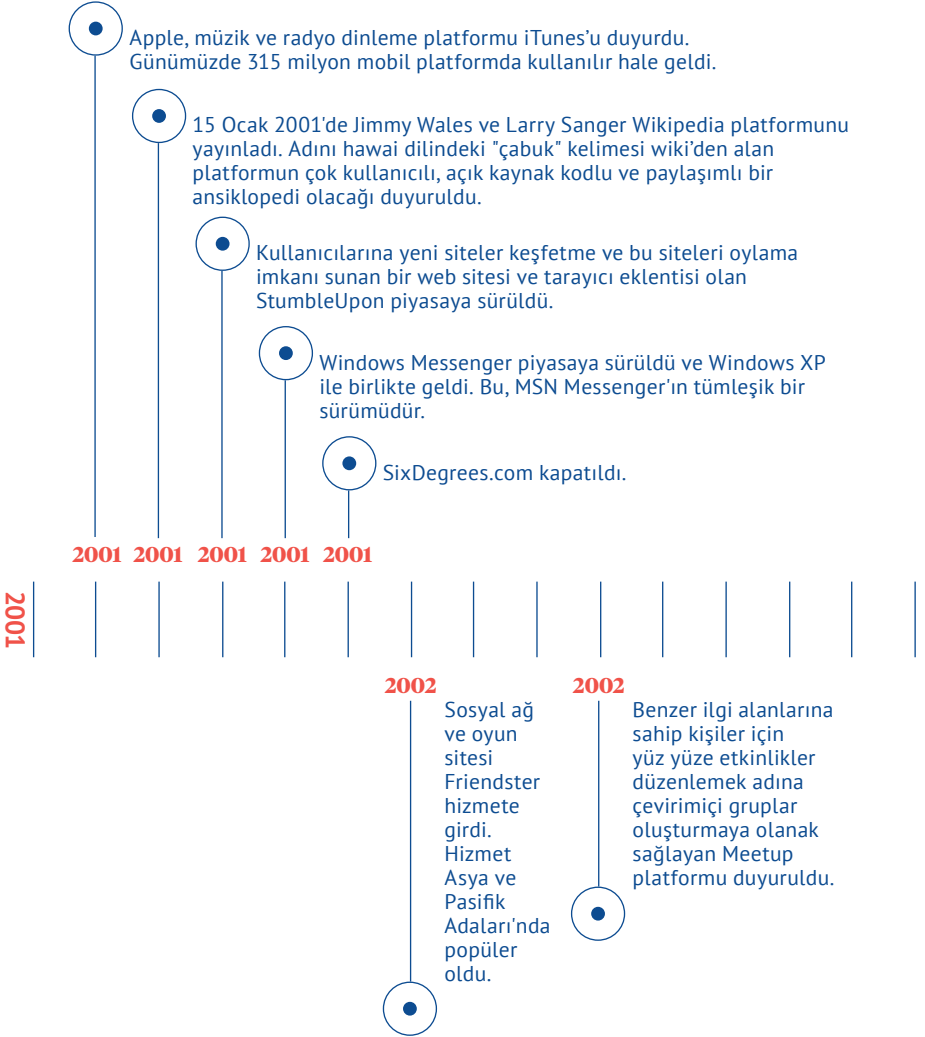 Apple, müzik ve radyo dinleme platformu iTunes’u duyurdu.
Günümüzde 315 milyon mobil platformda kullanılır hale geldi.
15 Ocak 2001'de Jimmy Wales ve Larry Sanger Wikipedia platformunu
yayınladı. Adını hawai dilindeki "çabuk" kelimesi wiki’den alan
platformun çok kullanıcılı, açık kaynak kodlu ve paylaşımlı bir
ansiklopedi olacağı duyuruldu.
Kullanıcılarına yeni siteler keşfetme ve bu siteleri oylama
imkanı sunan bir web sitesi ve tarayıcı eklentisi olan
StumbleUpon piyasaya sürüldü.
Windows Messenger piyasaya sürüldü ve Windows XP
ile birlikte geldi. Bu, MSN Messenger'ın tümleşik bir
sürümüdür.
SixDegrees.com kapatıldı.
2001 2001 2001 2001 2001
2001
2002
Sosyal ağ
ve oyun
sitesi
Friendster
hizmete
girdi.
Hizmet
Asya ve
Pasifik
Adaları'nda
popüler
oldu.
2002
Benzer ilgi alanlarına
sahip kişiler için
yüz yüze etkinlikler
düzenlemek adına
çevirimiçi gruplar
oluşturmaya olanak
sağlayan Meetup
platformu duyuruldu.